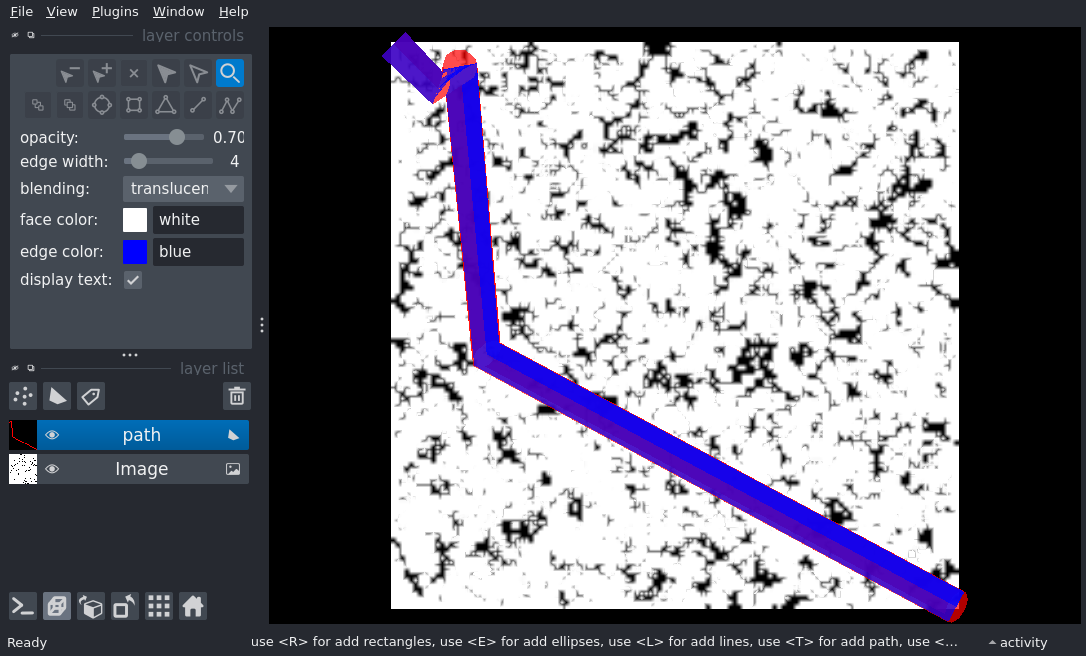 File View Plugins Window Help
layer controls
opacity: 0.70
edge width: 4
blending: translucen
face color: white
edge color: blue
display text:
layer list
path
Image
Ready
use <R> for add rectangles, use <E> for add ellipses, use <L> for add lines, use <T> for add path, use <...
activity